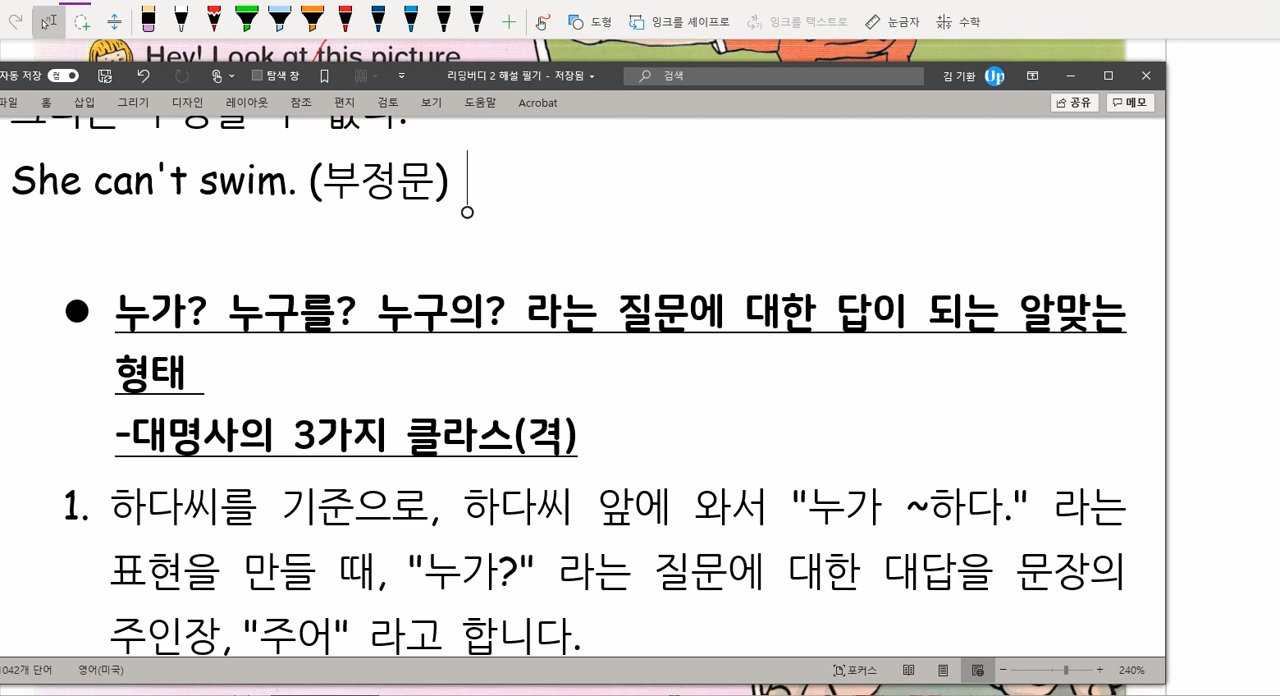 도형
잉크를 셰이프로
잉크를 텍스트로
눈금자
수학
Hey! Look at this picture
자동 저장
탐색 창
리딩버디 2 해설 필기 - 저장됨
검색
김 기환
파일 홈 삽입 그리기 디자인 레이아웃 참조 편지 검토 보기 도움말 Acrobat
공유
메모
She can't swim. (부정문)
● 누가? 누구를? 누구의? 라는 질문에 대한 답이 되는 알맞는
형태
-대명사의 3가지 클라스(격)
1. 하다씨를 기준으로, 하다씨 앞에 와서 "누가 ~하다." 라는
표현을 만들 때, "누가?" 라는 질문에 대한 대답을 문장의
주인장, "주어" 라고 합니다.
1042개 단어
영어(미국)
포커스
240%